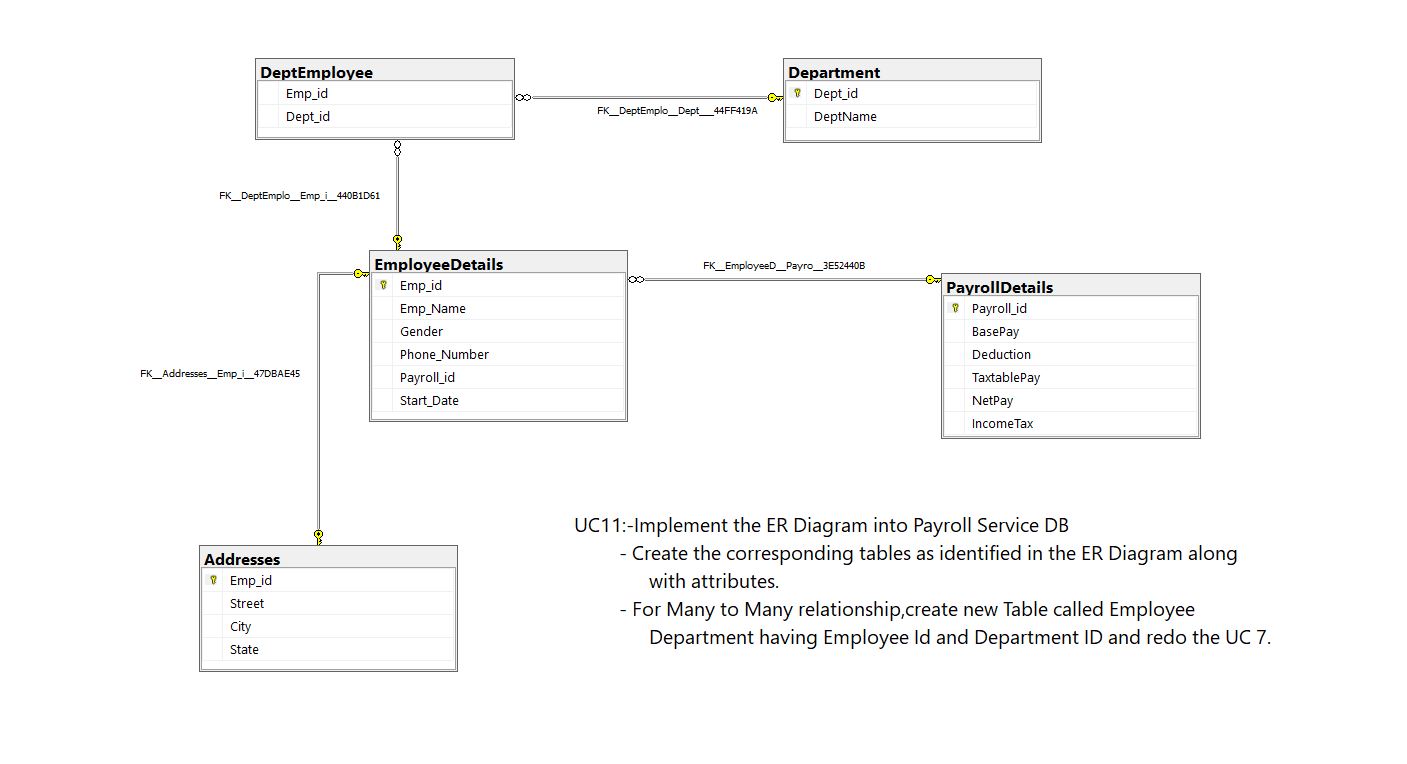 DeptEmployee
Emp_id
Dept_id
Department
Dept_id
DeptName
FK__DeptEmplo__Dept___44FF419A
FK__DeptEmplo__Emp_i__440B1D61
EmployeeDetails
Emp_id
Emp_Name
Gender
Phone_Number
Payroll_id
Start_Date
FK__EmployeeD__Payro__3E52440B
PayrollDetails
Payroll_id
BasePay
Deduction
TaxtablePay
NetPay
IncomeTax
FK__Addresses__Emp_i__47DBAE45
Addresses
Emp_id
Street
City
State
UC11:-Implement the ER Diagram into Payroll Service DB
- Create the corresponding tables as identified in the ER Diagram along
with attributes.
- For Many to Many relationship,create new Table called Employee
Department having Employee Id and Department ID and redo the UC 7.